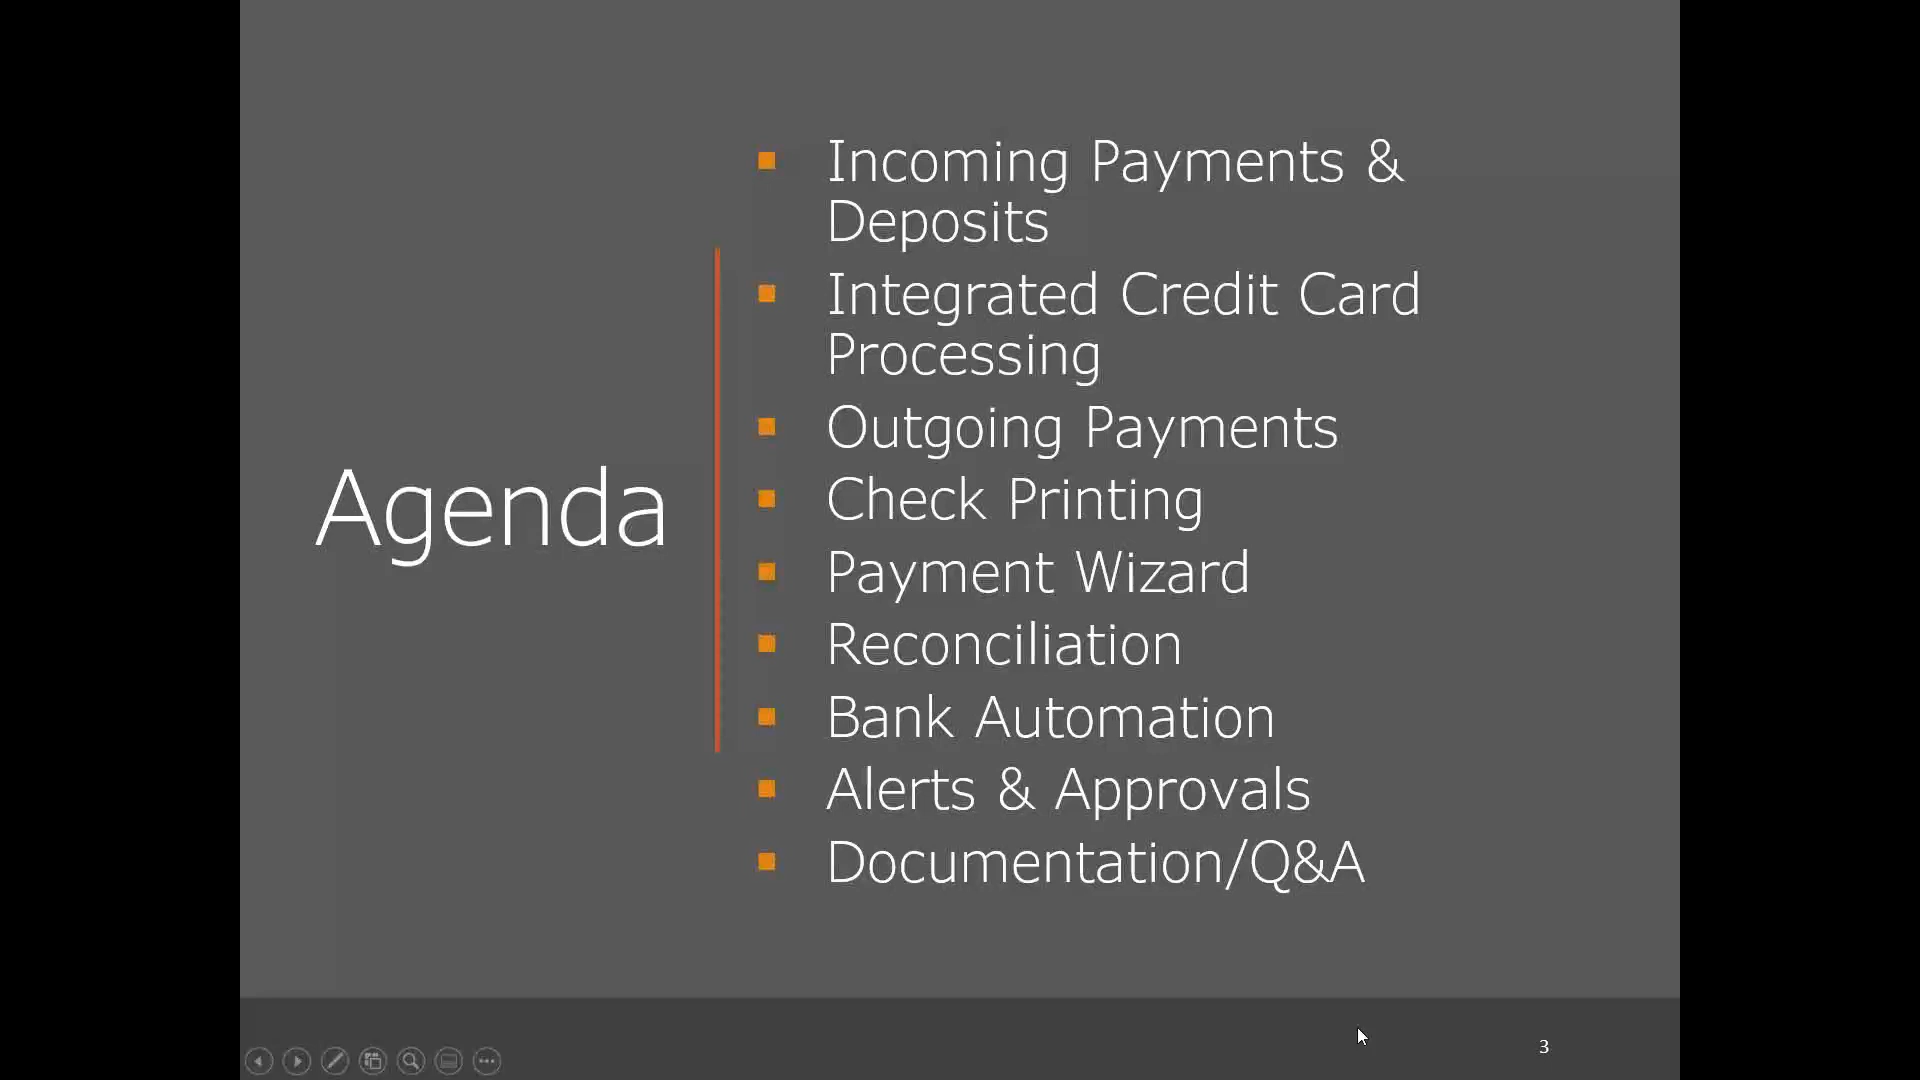 Agenda
Incoming Payments &
Deposits
Integrated Credit Card
Processing
Outgoing Payments
Check Printing
Payment Wizard
Reconciliation
Bank Automation
Alerts & Approvals
Documentation/Q&A
3